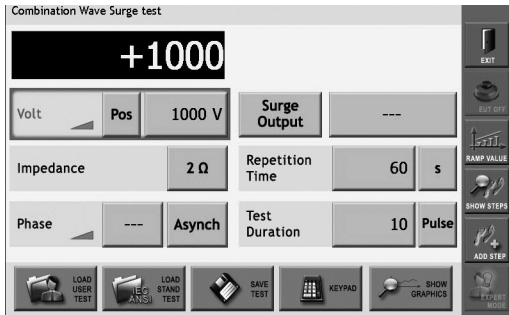 Combination Wave Surge test
+1000
EXIT
Volt Pos 1000 V Surge Output ---
EUT OFF
RAMP VALUE
Impedance 2 Ω Repetition Time 60 s
SHOW STEPS
Phase --- Asynch Test Duration 10 Pulse
ADD STEP
LOAD USER TEST
IEC ANSI LOAD STAND TEST
SAVE TEST
KEYPAD
SHOW GRAPHICS
EXPERT MODE